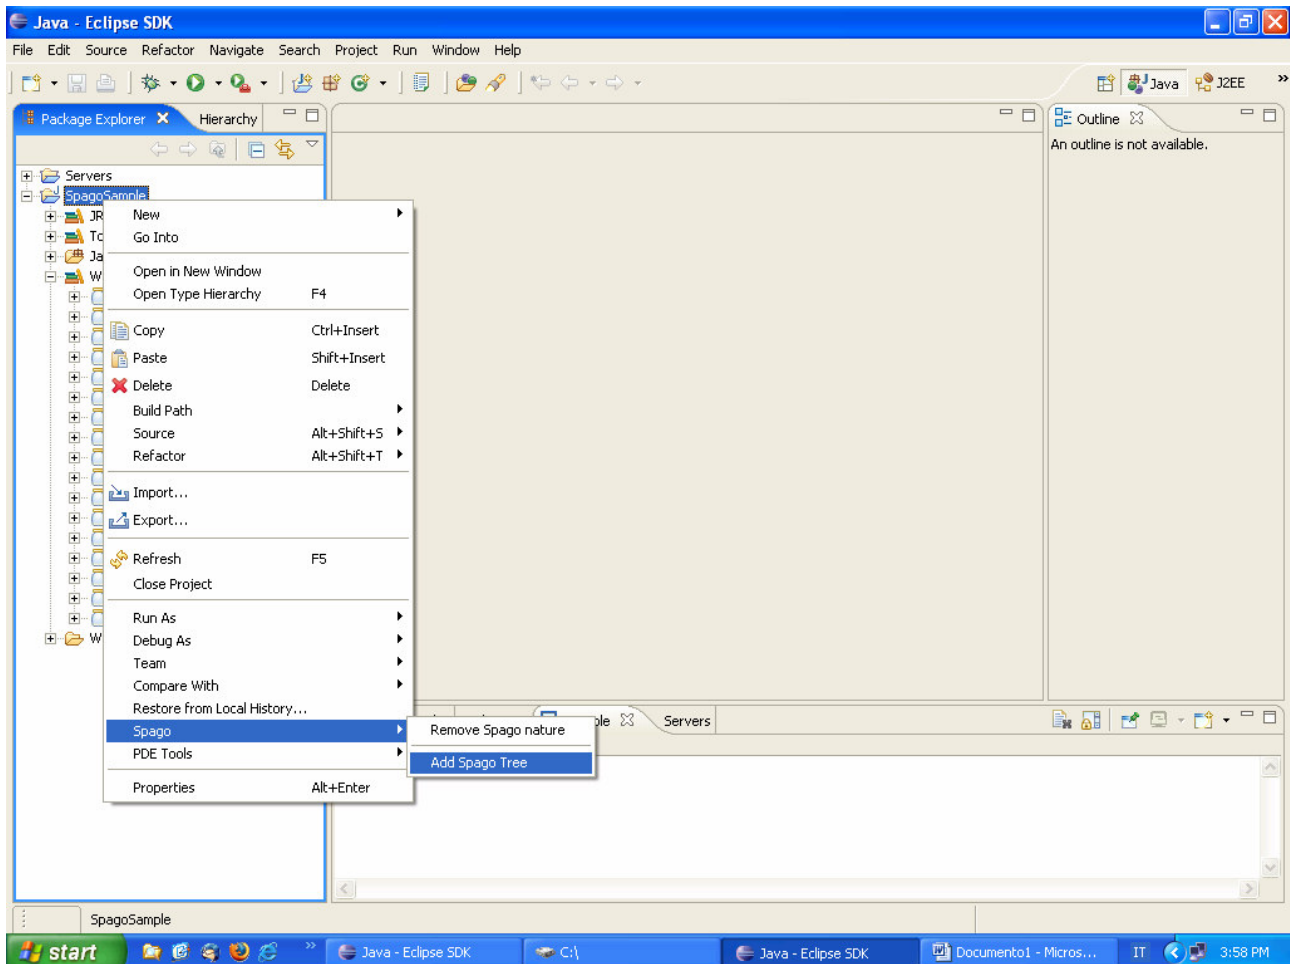 Java - Eclipse SDK
File Edit Source Refactor Navigate Search Project Run Window Help
Java J2EE »
Package Explorer Hierarchy
Outline
An outline is not available.
Servers
SpagoSample
JR
To
Ja
W
W
New
Go Into
Open in New Window
Open Type Hierarchy F4
Copy Ctrl+Insert
Paste Shift+Insert
Delete Delete
Build Path
Source Alt+Shift+S
Refactor Alt+Shift+T
Import...
Export...
Refresh F5
Close Project
Run As
Debug As
Team
Compare With
Restore from Local History...
Spago
PDE Tools
Properties Alt+Enter
Remove Spago nature
Add Spago Tree
ole Servers
SpagoSample
start » Java - Eclipse SDK C:\ Java - Eclipse SDK Documento1 - Micros... IT 3:58 PM